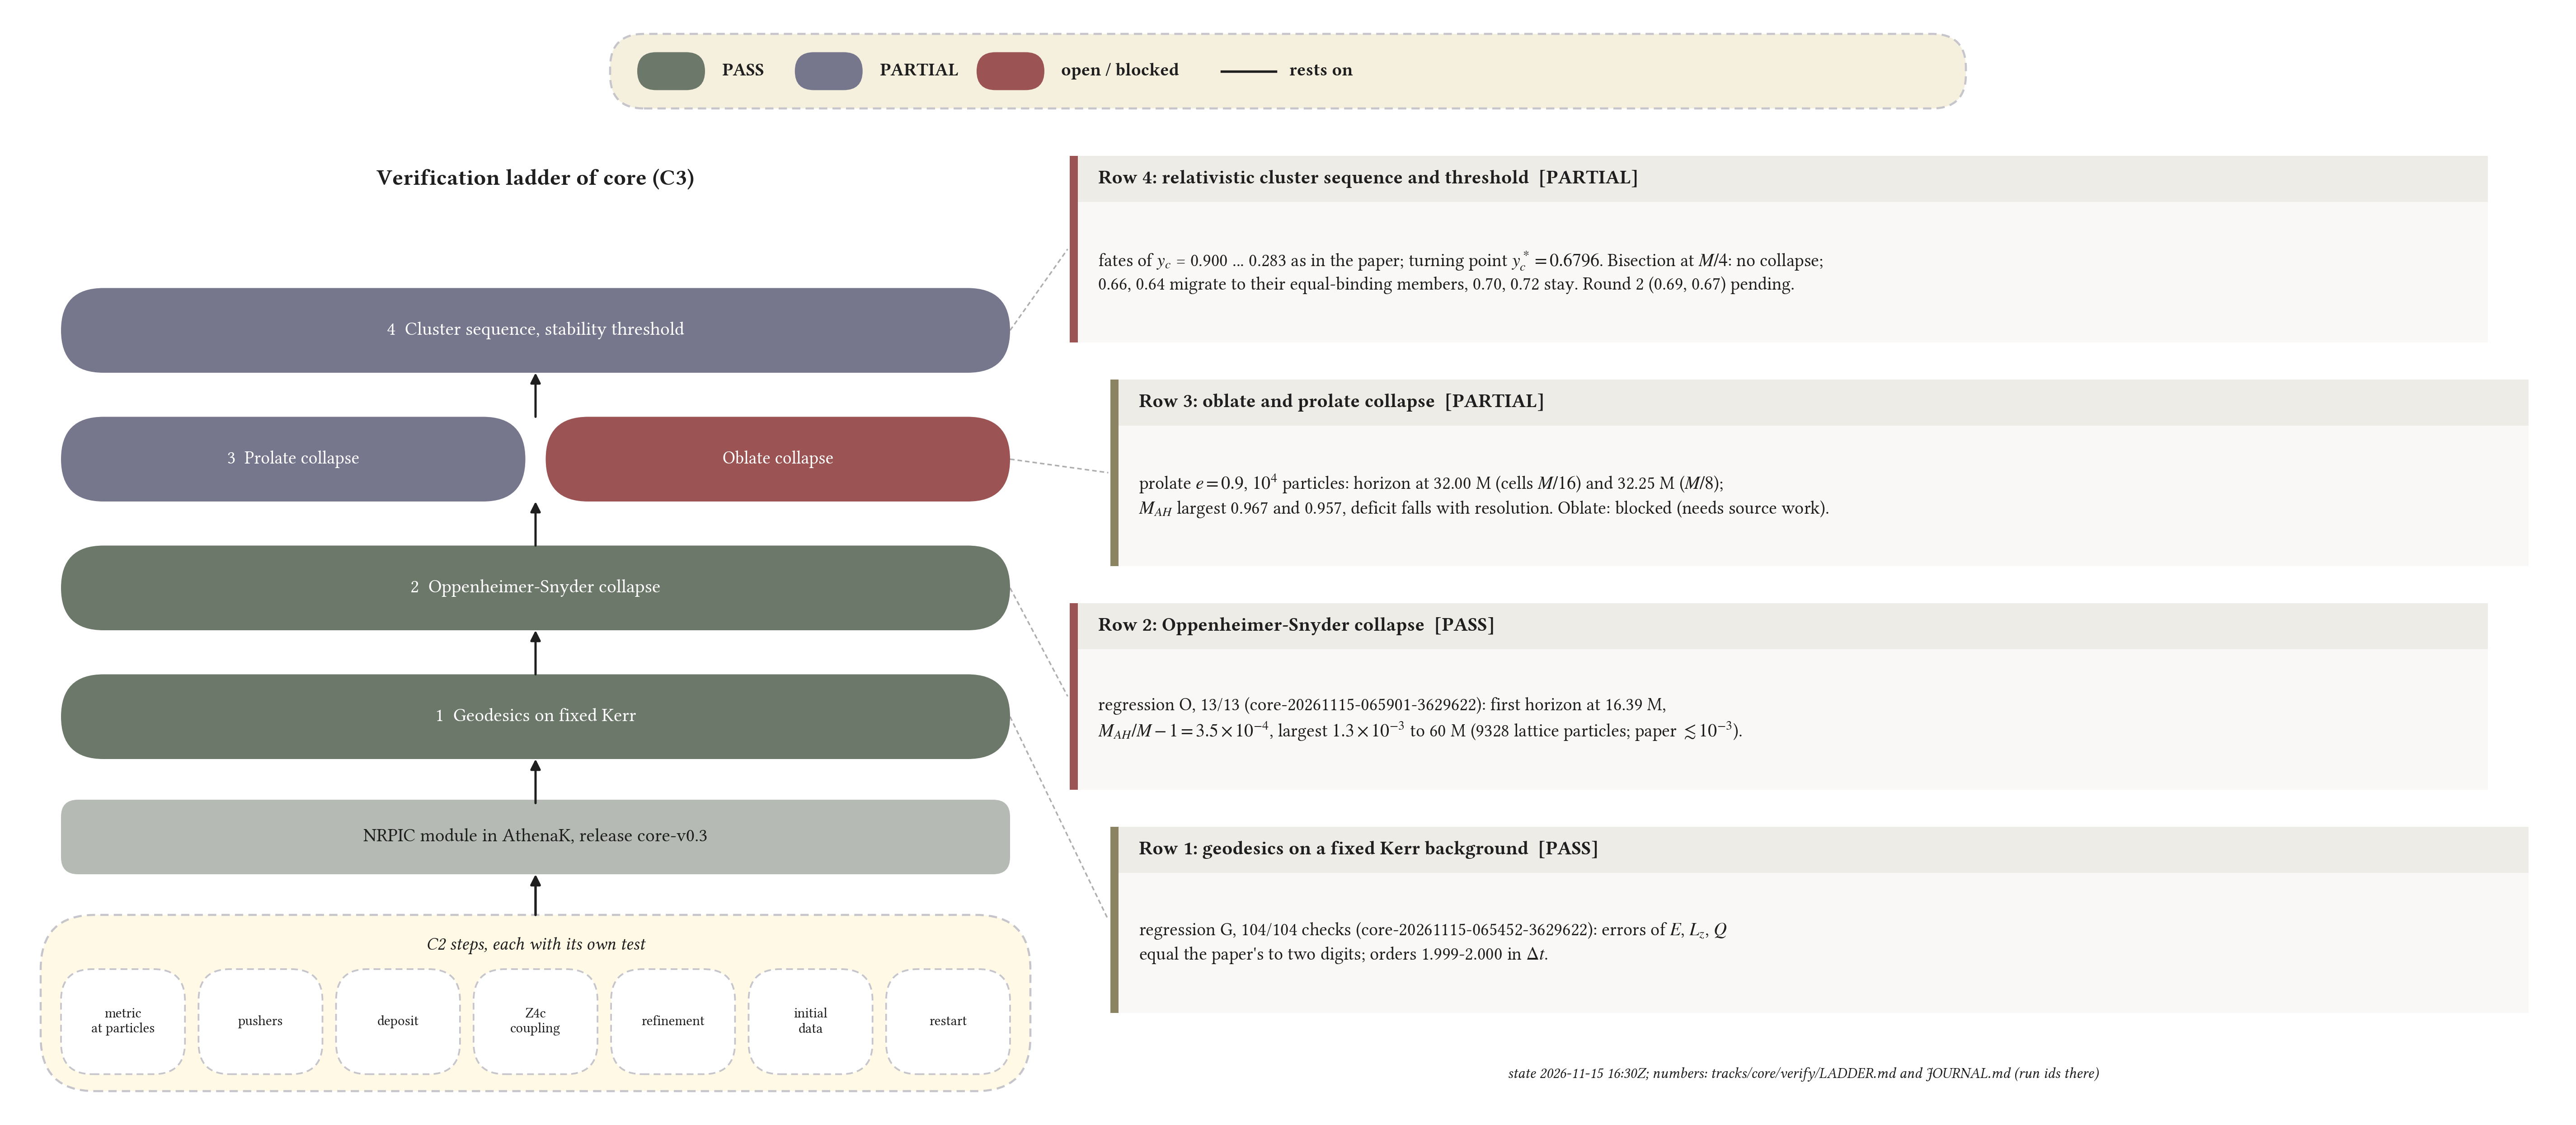 PASS
PARTIAL
open / blocked
rests on
Verification ladder of core (C3)
4 Cluster sequence, stability threshold
3 Prolate collapse
Oblate collapse
2 Oppenheimer-Snyder collapse
1 Geodesics on fixed Kerr
NRPIC module in AthenaK, release core-v0.3
C2 steps, each with its own test
metric
at particles
pushers
deposit
Z4c
coupling
refinement
initial
data
restart
Row 4: relativistic cluster sequence and threshold [PARTIAL]
fates of y_c = 0.900 ... 0.283 as in the paper; turning point y_c^* = 0.6796. Bisection at M/4: no collapse;
0.66, 0.64 migrate to their equal-binding members, 0.70, 0.72 stay. Round 2 (0.69, 0.67) pending.
Row 3: oblate and prolate collapse [PARTIAL]
prolate e = 0.9, 10^4 particles: horizon at 32.00 M (cells M/16) and 32.25 M (M/8);
M_AH largest 0.967 and 0.957, deficit falls with resolution. Oblate: blocked (needs source work).
Row 2: Oppenheimer-Snyder collapse [PASS]
regression O, 13/13 (core-20261115-065901-3629622): first horizon at 16.39 M,
M_AH/M − 1 = 3.5 × 10^−4, largest 1.3 × 10^−3 to 60 M (9328 lattice particles; paper ≲ 10^−3).
Row 1: geodesics on a fixed Kerr background [PASS]
regression G, 104/104 checks (core-20261115-065452-3629622): errors of E, L_z, Q
equal the paper's to two digits; orders 1.999-2.000 in Δt.
state 2026-11-15 16:30Z; numbers: tracks/core/verify/LADDER.md and JOURNAL.md (run ids there)